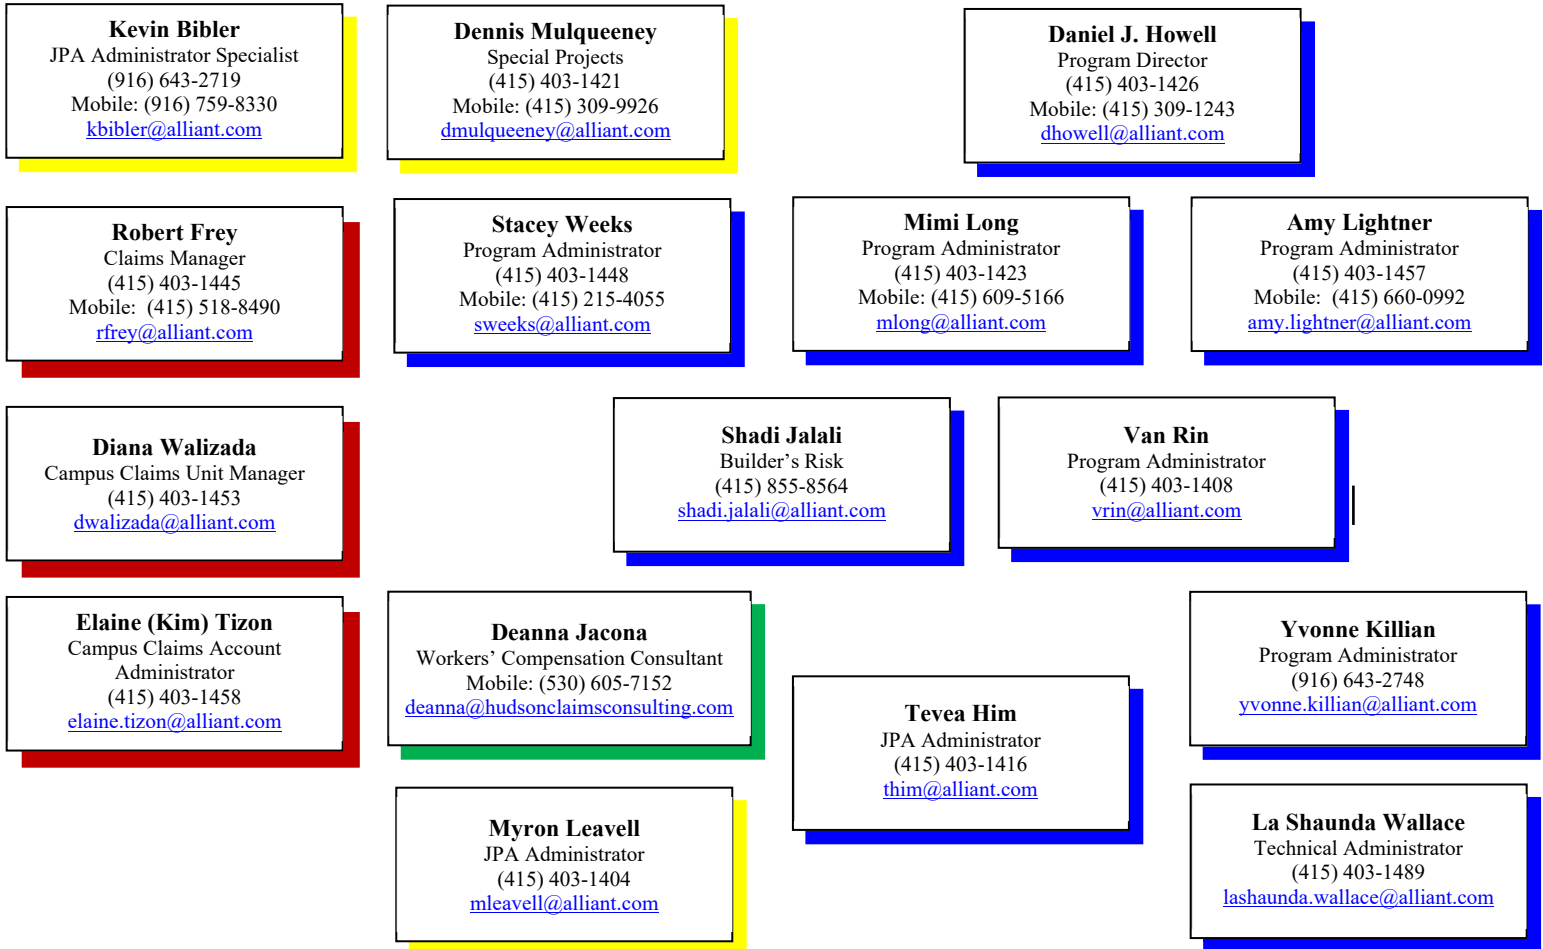 Kevin Bibler
JPA Administrator Specialist
(916) 643-2719
Mobile: (916) 759-8330
kbibler@alliant.com
Dennis Mulqueeney
Special Projects
(415) 403-1421
Mobile: (415) 309-9926
dmulqueeney@alliant.com
Daniel J. Howell
Program Director
(415) 403-1426
Mobile: (415) 309-1243
dhowell@alliant.com
Robert Frey
Claims Manager
(415) 403-1445
Mobile:  (415) 518-8490
rfrey@alliant.com
Stacey Weeks
Program Administrator
(415) 403-1448
Mobile: (415) 215-4055
sweeks@alliant.com
Mimi Long
Program Administrator
(415) 403-1423
Mobile: (415) 609-5166
mlong@alliant.com
Amy Lightner
Program Administrator
(415) 403-1457
Mobile:  (415) 660-0992
amy.lightner@alliant.com
Diana Walizada
Campus Claims Unit Manager
(415) 403-1453
dwalizada@alliant.com
Shadi Jalali
Builder’s Risk
(415) 855-8564
shadi.jalali@alliant.com
Van Rin
Program Administrator
(415) 403-1408
vrin@alliant.com
Elaine (Kim) Tizon
Campus Claims Account
Administrator
(415) 403-1458
elaine.tizon@alliant.com
Deanna Jacona
Workers’ Compensation Consultant
Mobile: (530) 605-7152
deanna@hudsonclaimsconsulting.com
Tevea Him
JPA Administrator
(415) 403-1416
thim@alliant.com
Yvonne Killian
Program Administrator
(916) 643-2748
yvonne.killian@alliant.com
Myron Leavell
JPA Administrator
(415) 403-1404
mleavell@alliant.com
La Shaunda Wallace
Technical Administrator
(415) 403-1489
lashaunda.wallace@alliant.com